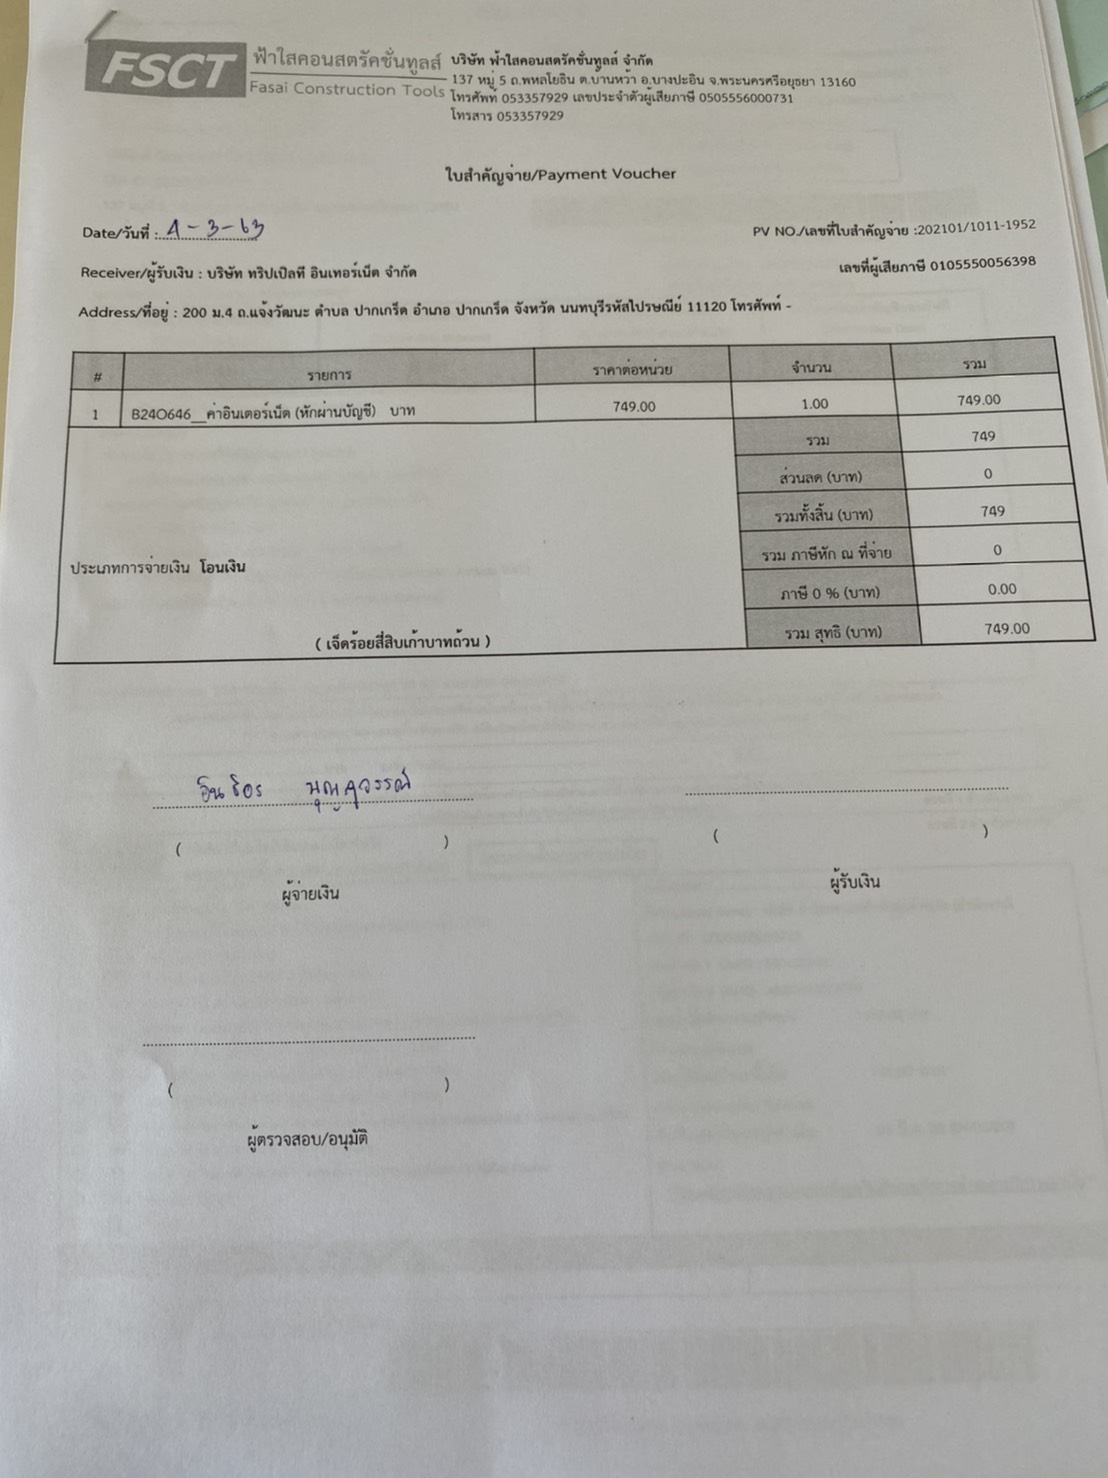 FSCT
ฟ้าใสคอนสตรัคชั่นทูลส์
Fasai Construction Tools
บริษัท ฟ้าใสคอนสตรัคชั่นทูลส์ จำกัด
137 หมู่ 5 ถ.พหลโยธิน ต.บ้านหว้า อ.บางปะอิน จ.พระนครศรีอยุธยา 13160
โทรศัพท์ 053357929 เลขประจำตัวผู้เสียภาษี 0505556000731
โทรสาร 053357929
ใบสำคัญจ่าย/Payment Voucher
Date/วันที่ : 4-3-63
PV NO./เลขที่ใบสำคัญจ่าย :202101/1011-1952
Receiver/ผู้รับเงิน : บริษัท ทริปเปิลที อินเทอร์เน็ต จำกัด
เลขที่ผู้เสียภาษี 0105550056398
Address/ที่อยู่ : 200 ม.4 ถ.แจ้งวัฒนะ ตำบล ปากเกร็ด อำเภอ ปากเกร็ด จังหวัด นนทบุรีรหัสไปรษณีย์ 11120 โทรศัพท์ -
# รายการ ราคาต่อหน่วย จำนวน รวม
1 B240646__ค่าอินเตอร์เน็ต (หักผ่านบัญชี) บาท 749.00 1.00 749.00
รวม 749
ส่วนลด (บาท) 0
รวมทั้งสิ้น (บาท) 749
รวม ภาษีหัก ณ ที่จ่าย 0
ประเภทการจ่ายเงิน โอนเงิน
ภาษี 0 % (บาท) 0.00
( เจ็ดร้อยสี่สิบเก้าบาทถ้วน )
รวม สุทธิ (บาท) 749.00
( )
( )
ผู้จ่ายเงิน
ผู้รับเงิน
( )
ผู้ตรวจสอบ/อนุมัติ